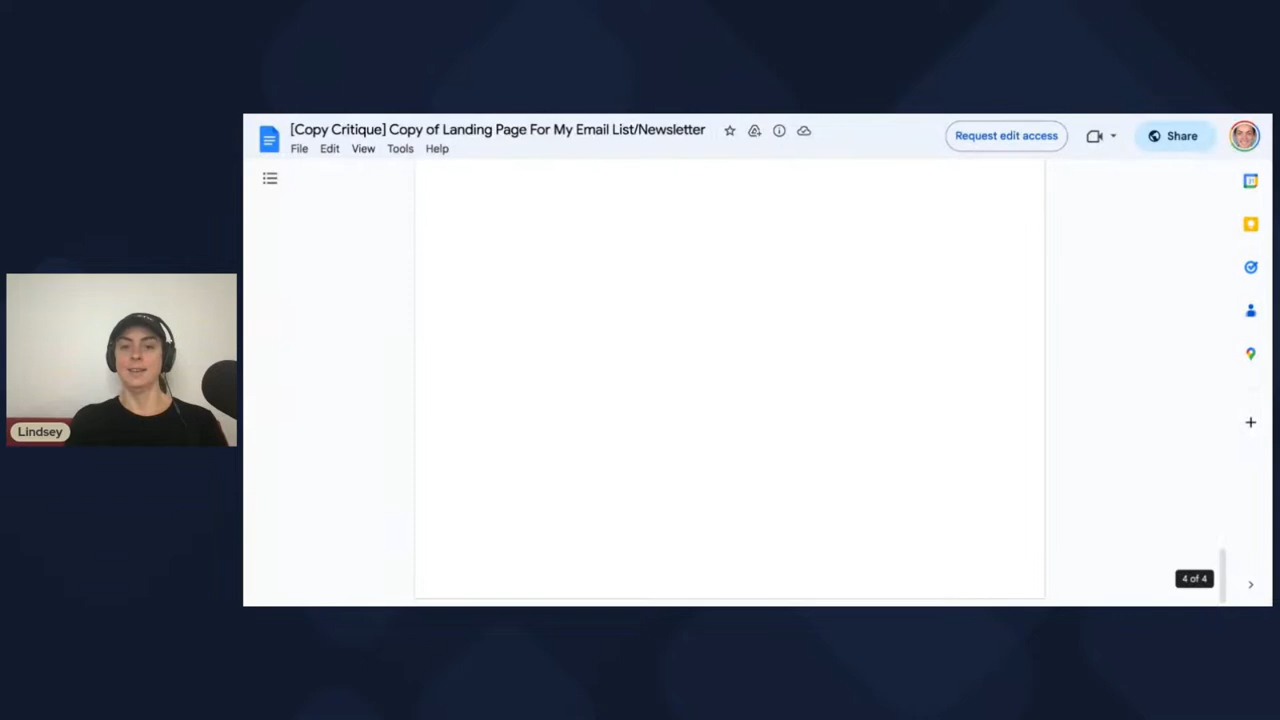 [Copy Critique] Copy of Landing Page For My Email List/Newsletter
File Edit View Tools Help
Request edit access
Share
Lindsey
4 of 4